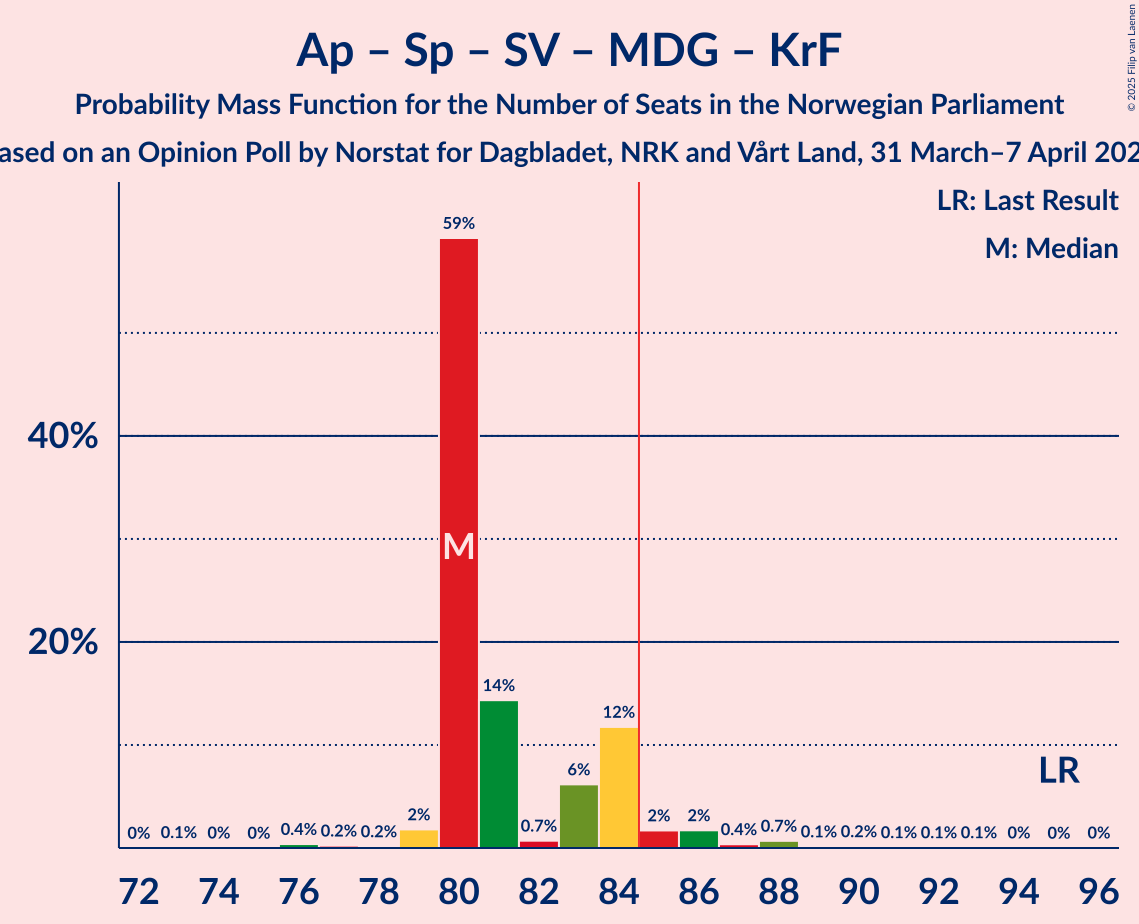 Ap – Sp – SV – MDG – KrF
Probability Mass Function for the Number of Seats in the Norwegian Parliament
ased on an Opinion Poll by Norstat for Dagbladet, NRK and Vårt Land, 31 March–7 April 202
© 2025 Filip van Laenen
LR: Last Result
M: Median
59%
40%
M
20%
14%
12%
LR
6%
0% 0.1% 0% 0% 0.4% 0.2% 0.2% 2% 0.7% 2% 2% 0.4% 0.7% 0.1% 0.2% 0.1% 0.1% 0.1% 0% 0% 0%
72 74 76 78 80 82 84 86 88 90 92 94 96